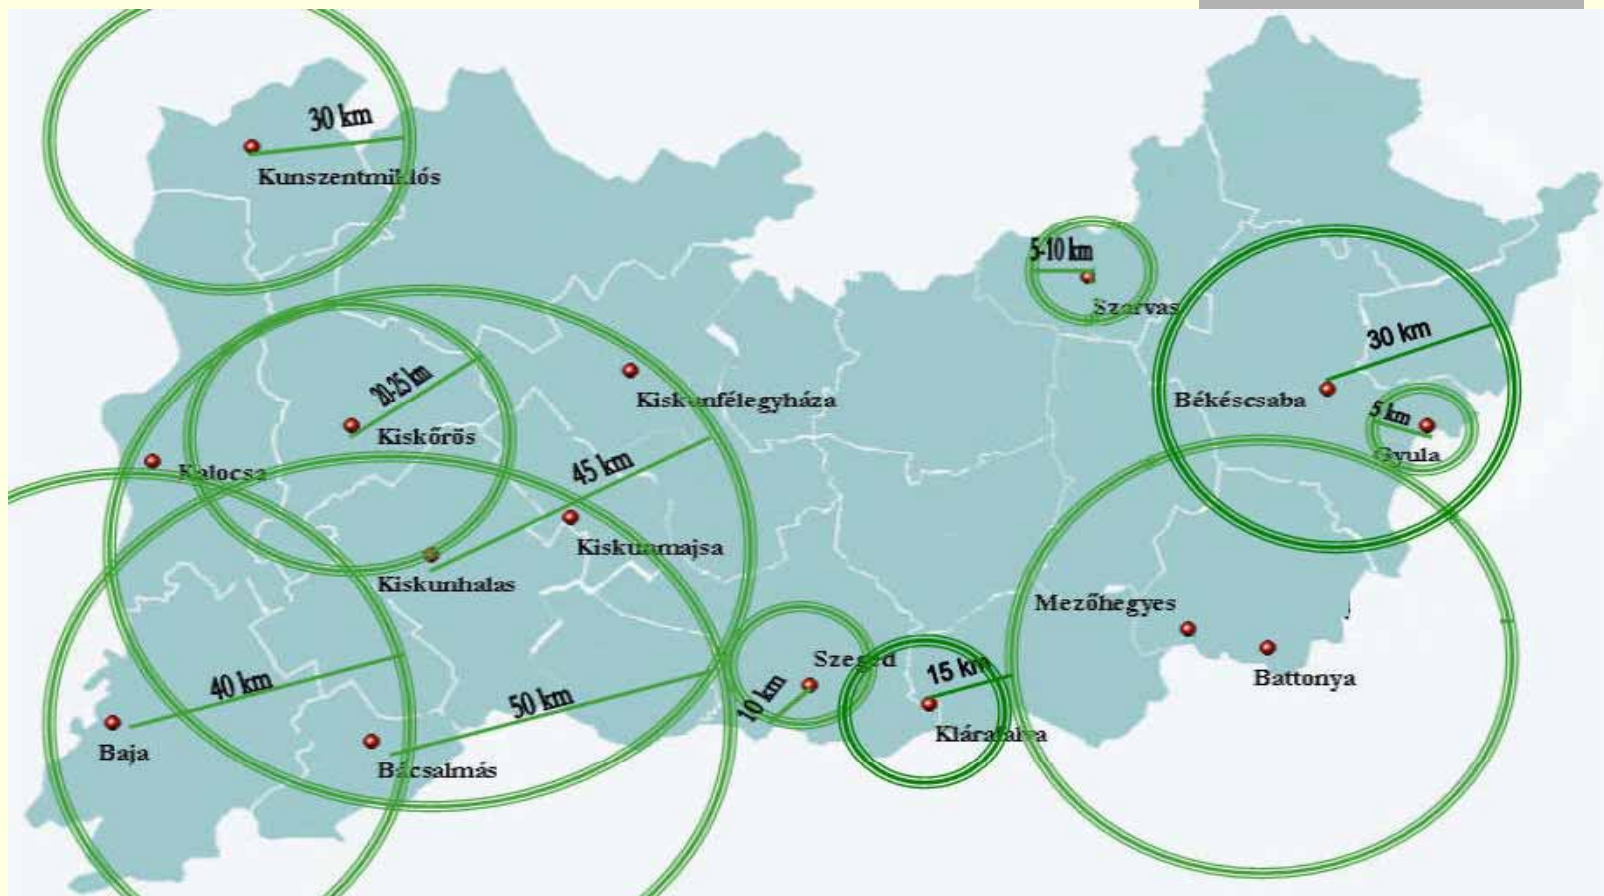 30 km
Kunszentmiklós
5-10 km
Szarvas
30 km
Békéscsaba
5 km
Gyula
20-25 km
Kiskőrös
Kiskunfélegyháza
Kalocsa
45 km
Kiskunmajsa
Kiskunhalas
Mezőhegyes
Battonya
Szeged
10 km
15 km
Klárafalva
40 km
50 km
Baja
Bácsalmás